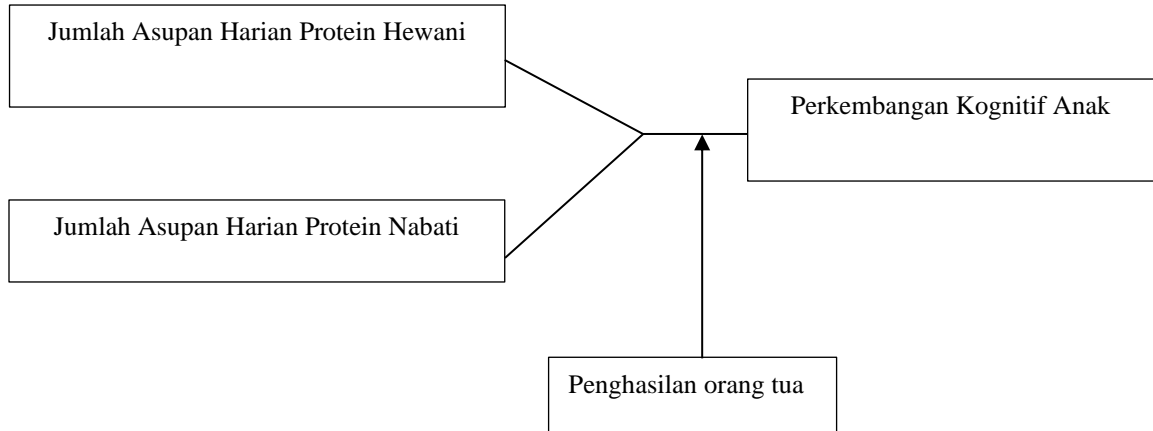 Jumlah Asupan Harian Protein Hewani
Perkembangan Kognitif Anak
Jumlah Asupan Harian Protein Nabati
Penghasilan orang tua